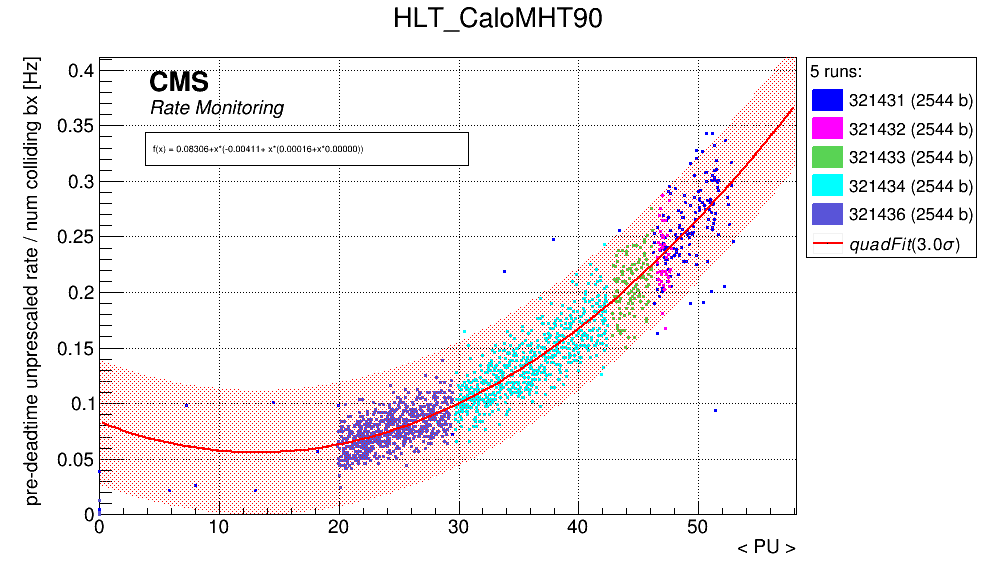 HLT_CaloMHT90
pre-deadtime unprescaled rate / num colliding bx [Hz]
CMS
Rate Monitoring
f(x) = 0.08306+x*(-0.00411+ x*(0.00016+x*0.00000))
0.4
0.35
0.3
0.25
0.2
0.15
0.1
0.05
0
0 10 20 30 40 50
< PU >
5 runs:
321431 (2544 b)
321432 (2544 b)
321433 (2544 b)
321434 (2544 b)
321436 (2544 b)
quadFit(3.0σ)